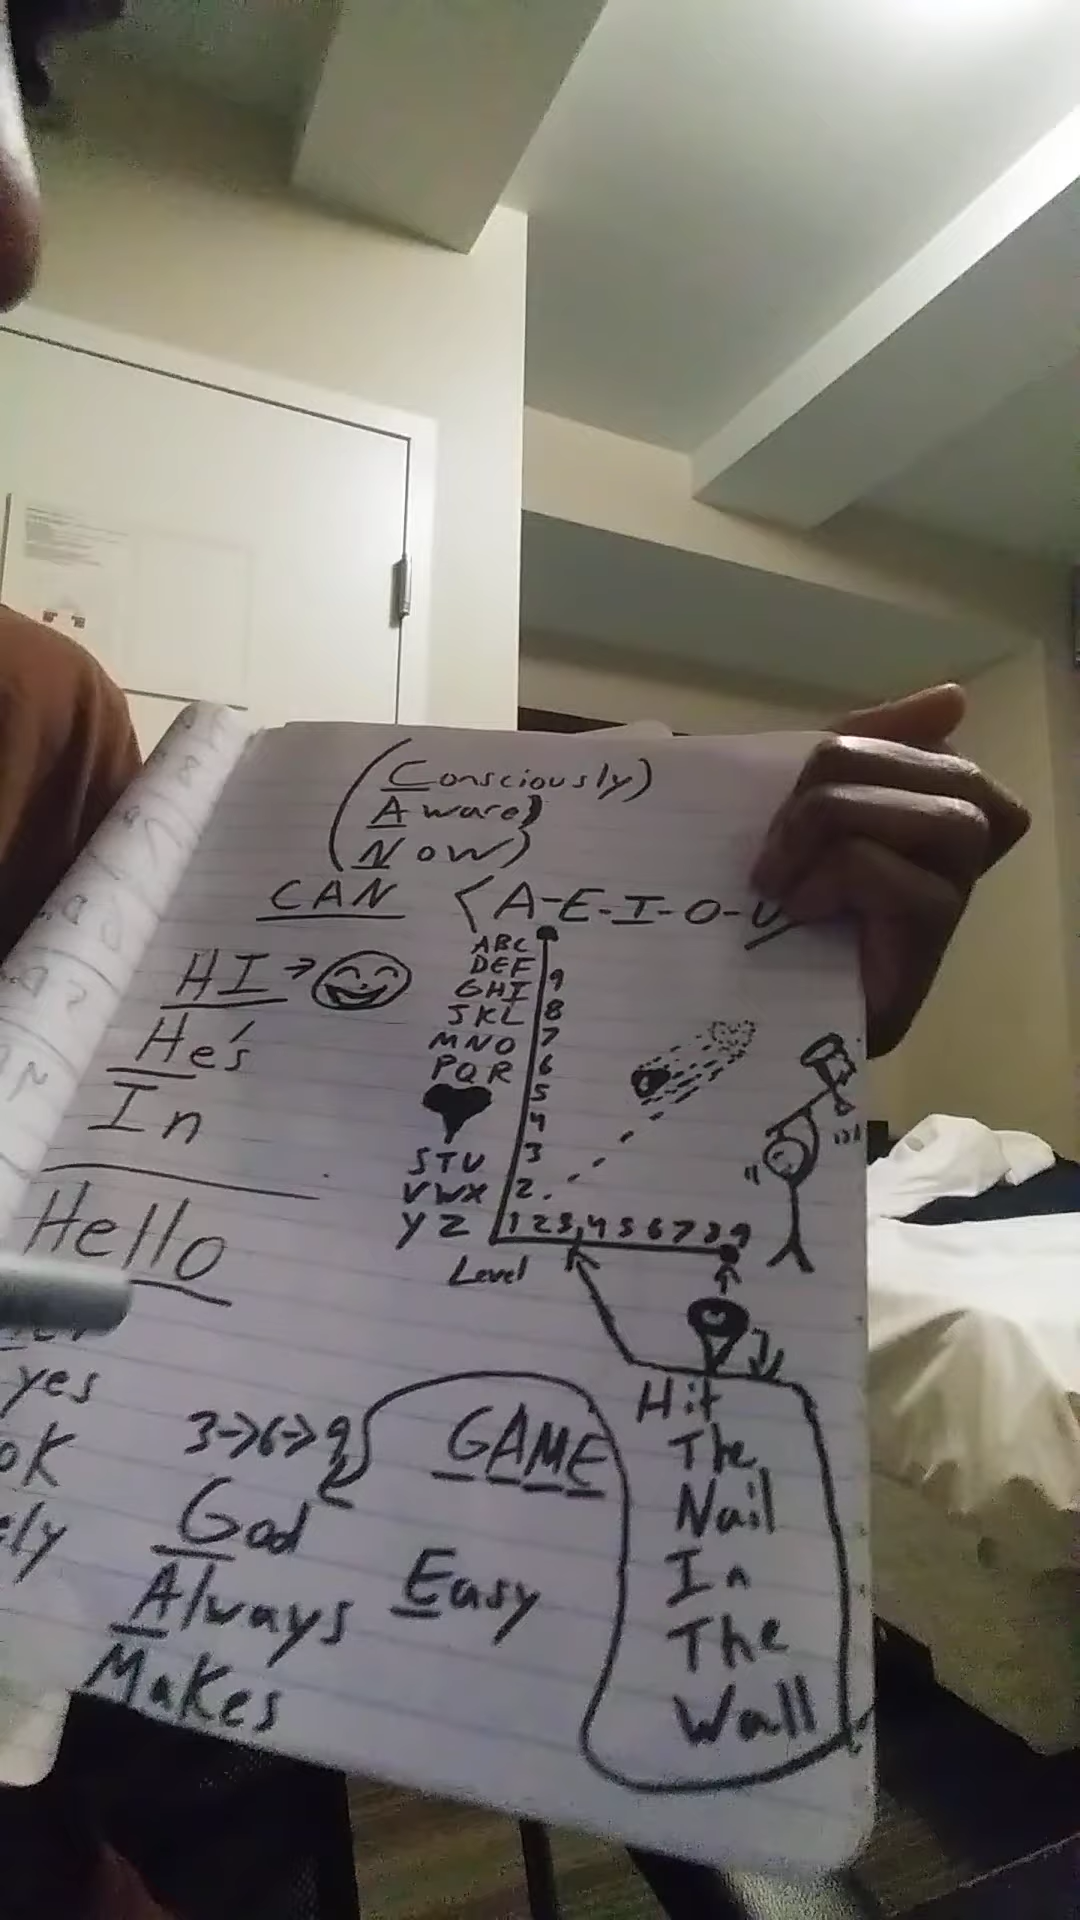 (Consciously)
Aware)
(Now)
CAN
<A-E-I-O-U
HI →
He's
In
Hello
yes
ABC
DEF
GHI 9
JKL 8
MNO 7
PQR 6
5
4
STU 3
VWX 2
YZ 1 2 3 4 5 6 7 8 9
Level
3→6→9
GAME
God
Always
Makes
Easy
Hit
The
Nail
In
The
Wall